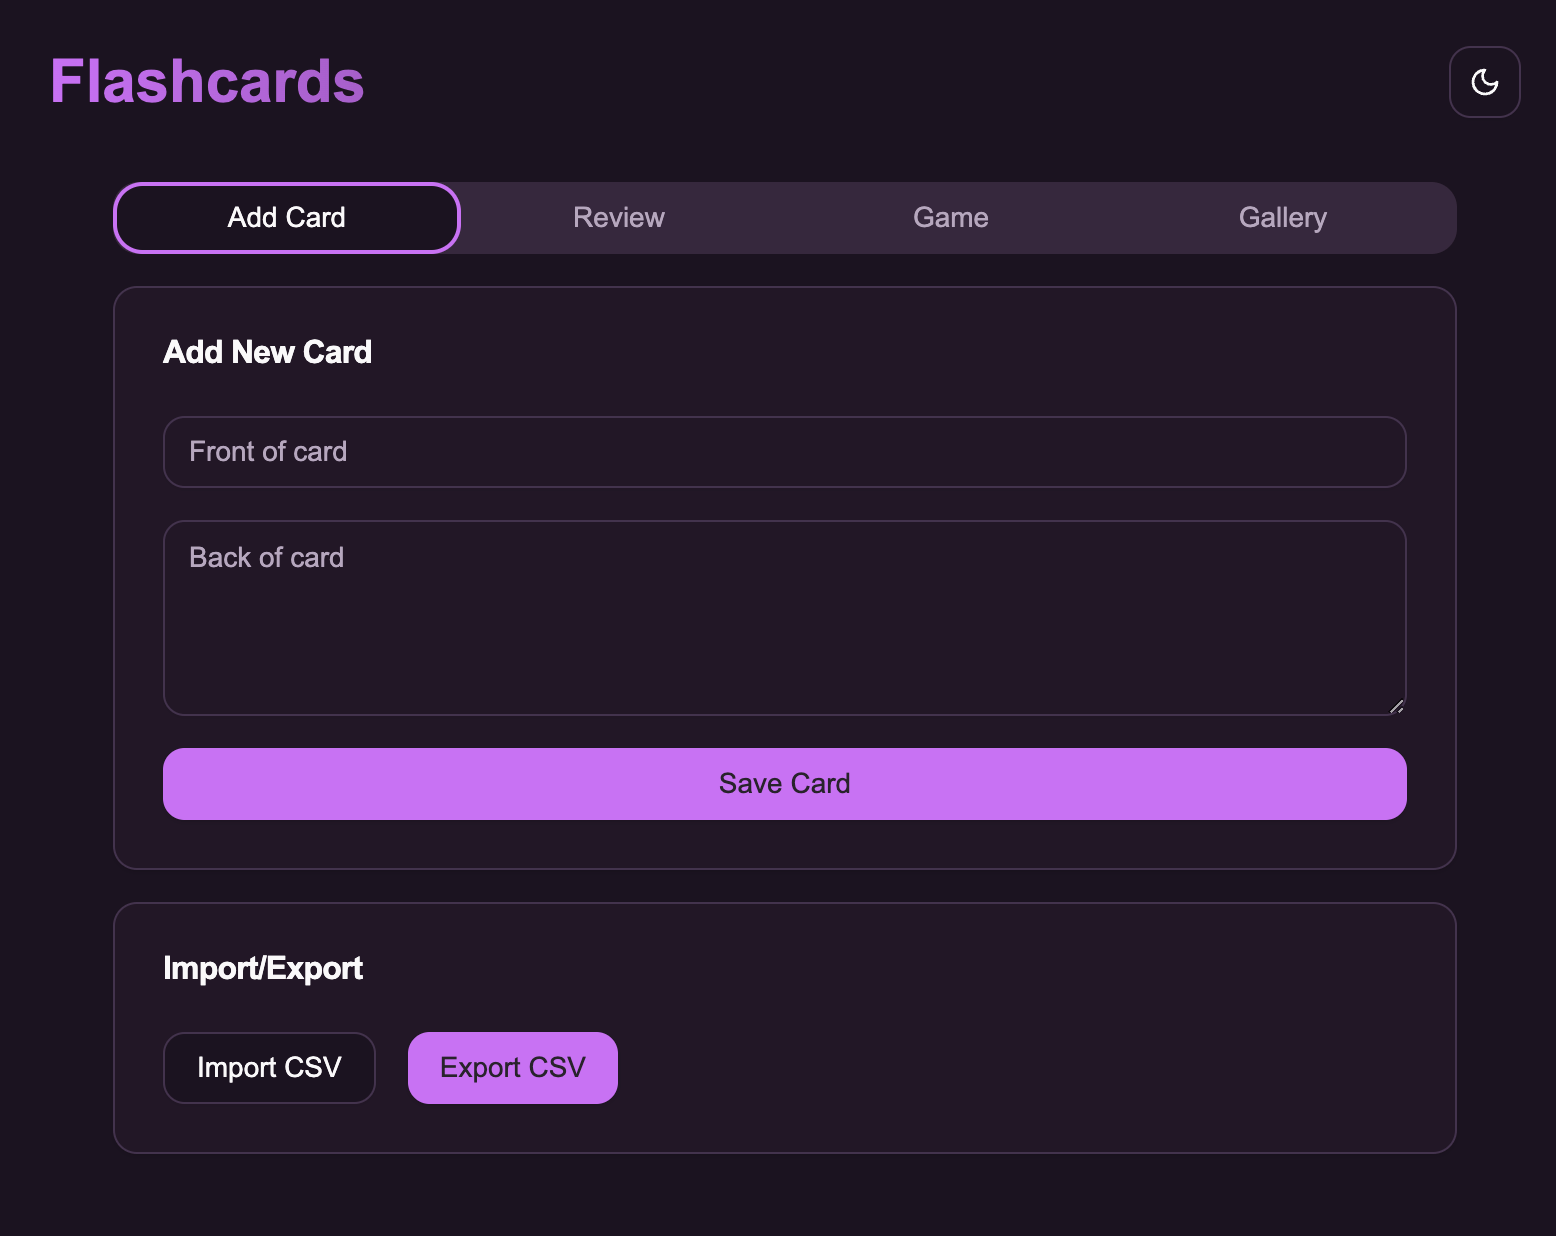 Flashcards
Add Card
Review
Game
Gallery
Add New Card
Front of card
Back of card
Save Card
Import/Export
Import CSV
Export CSV